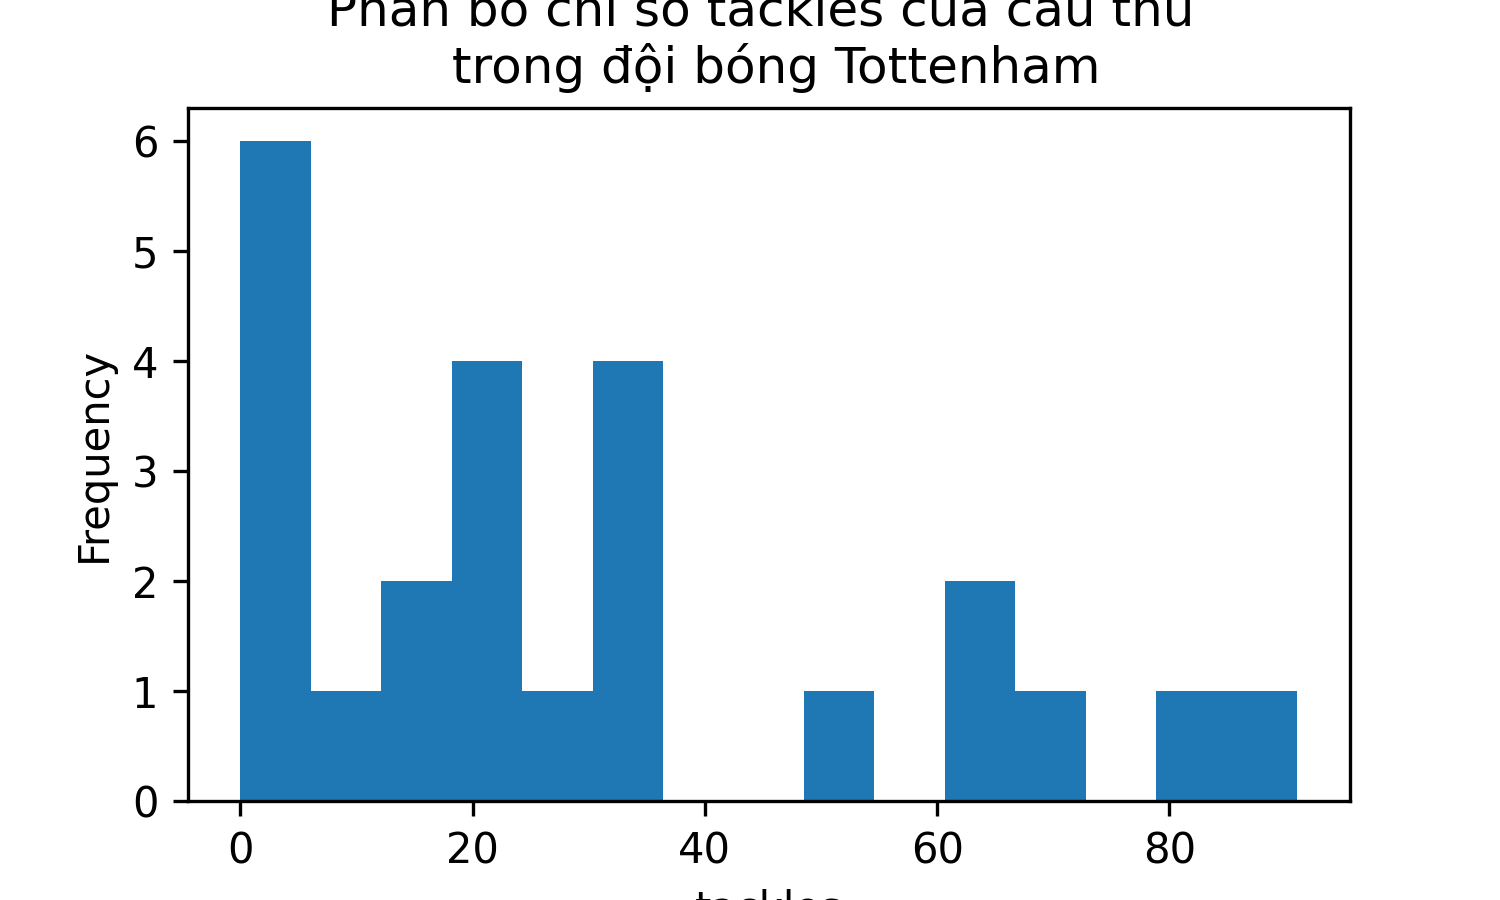 Phân bố chỉ số tackles của cầu thủ
trong đội bóng Tottenham
6
5
4
3
2
1
0
Frequency
0 20 40 60 80
tackles